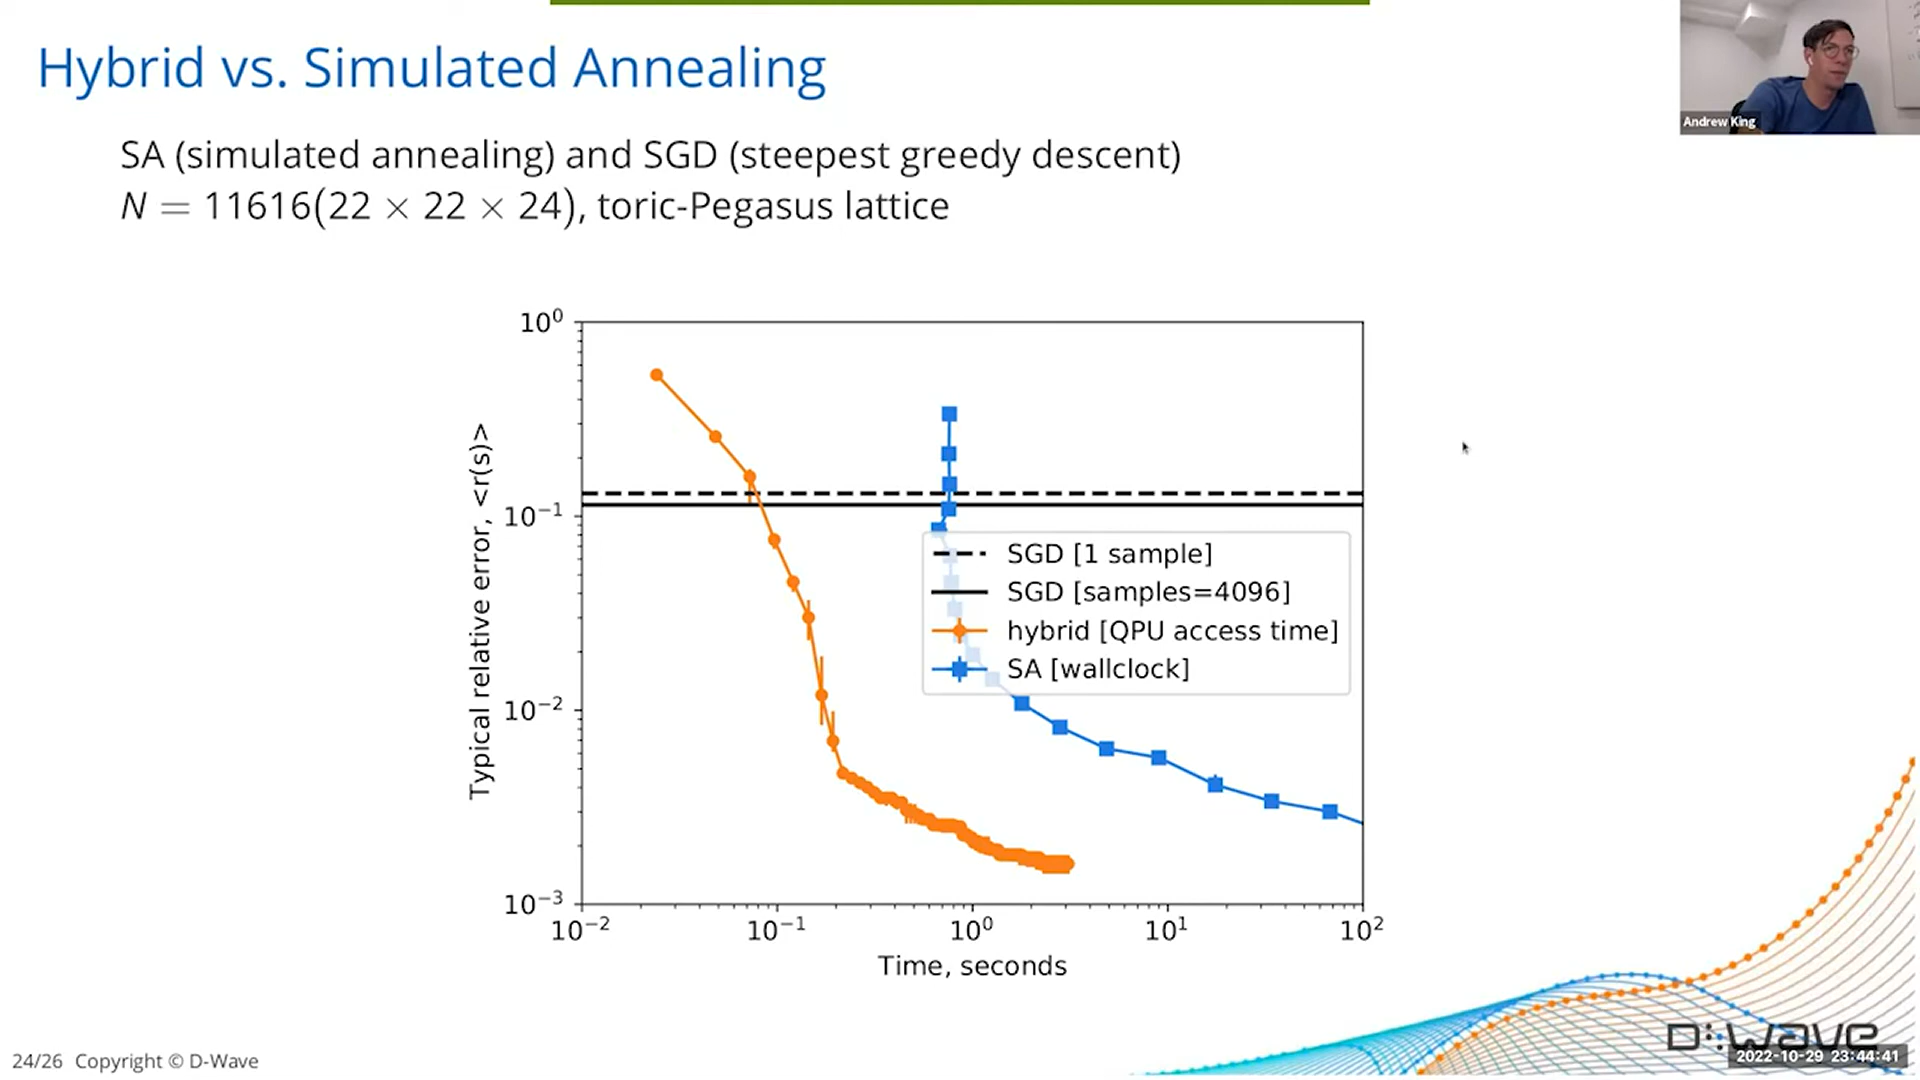 Hybrid vs. Simulated Annealing
Andrew King
SA (simulated annealing) and SGD (steepest greedy descent)
N = 11616(22 × 22 × 24), toric-Pegasus lattice
10⁰
10⁻¹
10⁻²
10⁻³
Typical relative error, <r(s)>
SGD [1 sample]
SGD [samples=4096]
hybrid [QPU access time]
SA [wallclock]
10⁻²
10⁻¹
10⁰
10¹
10²
Time, seconds
D:wave
2022-10-29 23:44:41
24/26 Copyright © D-Wave